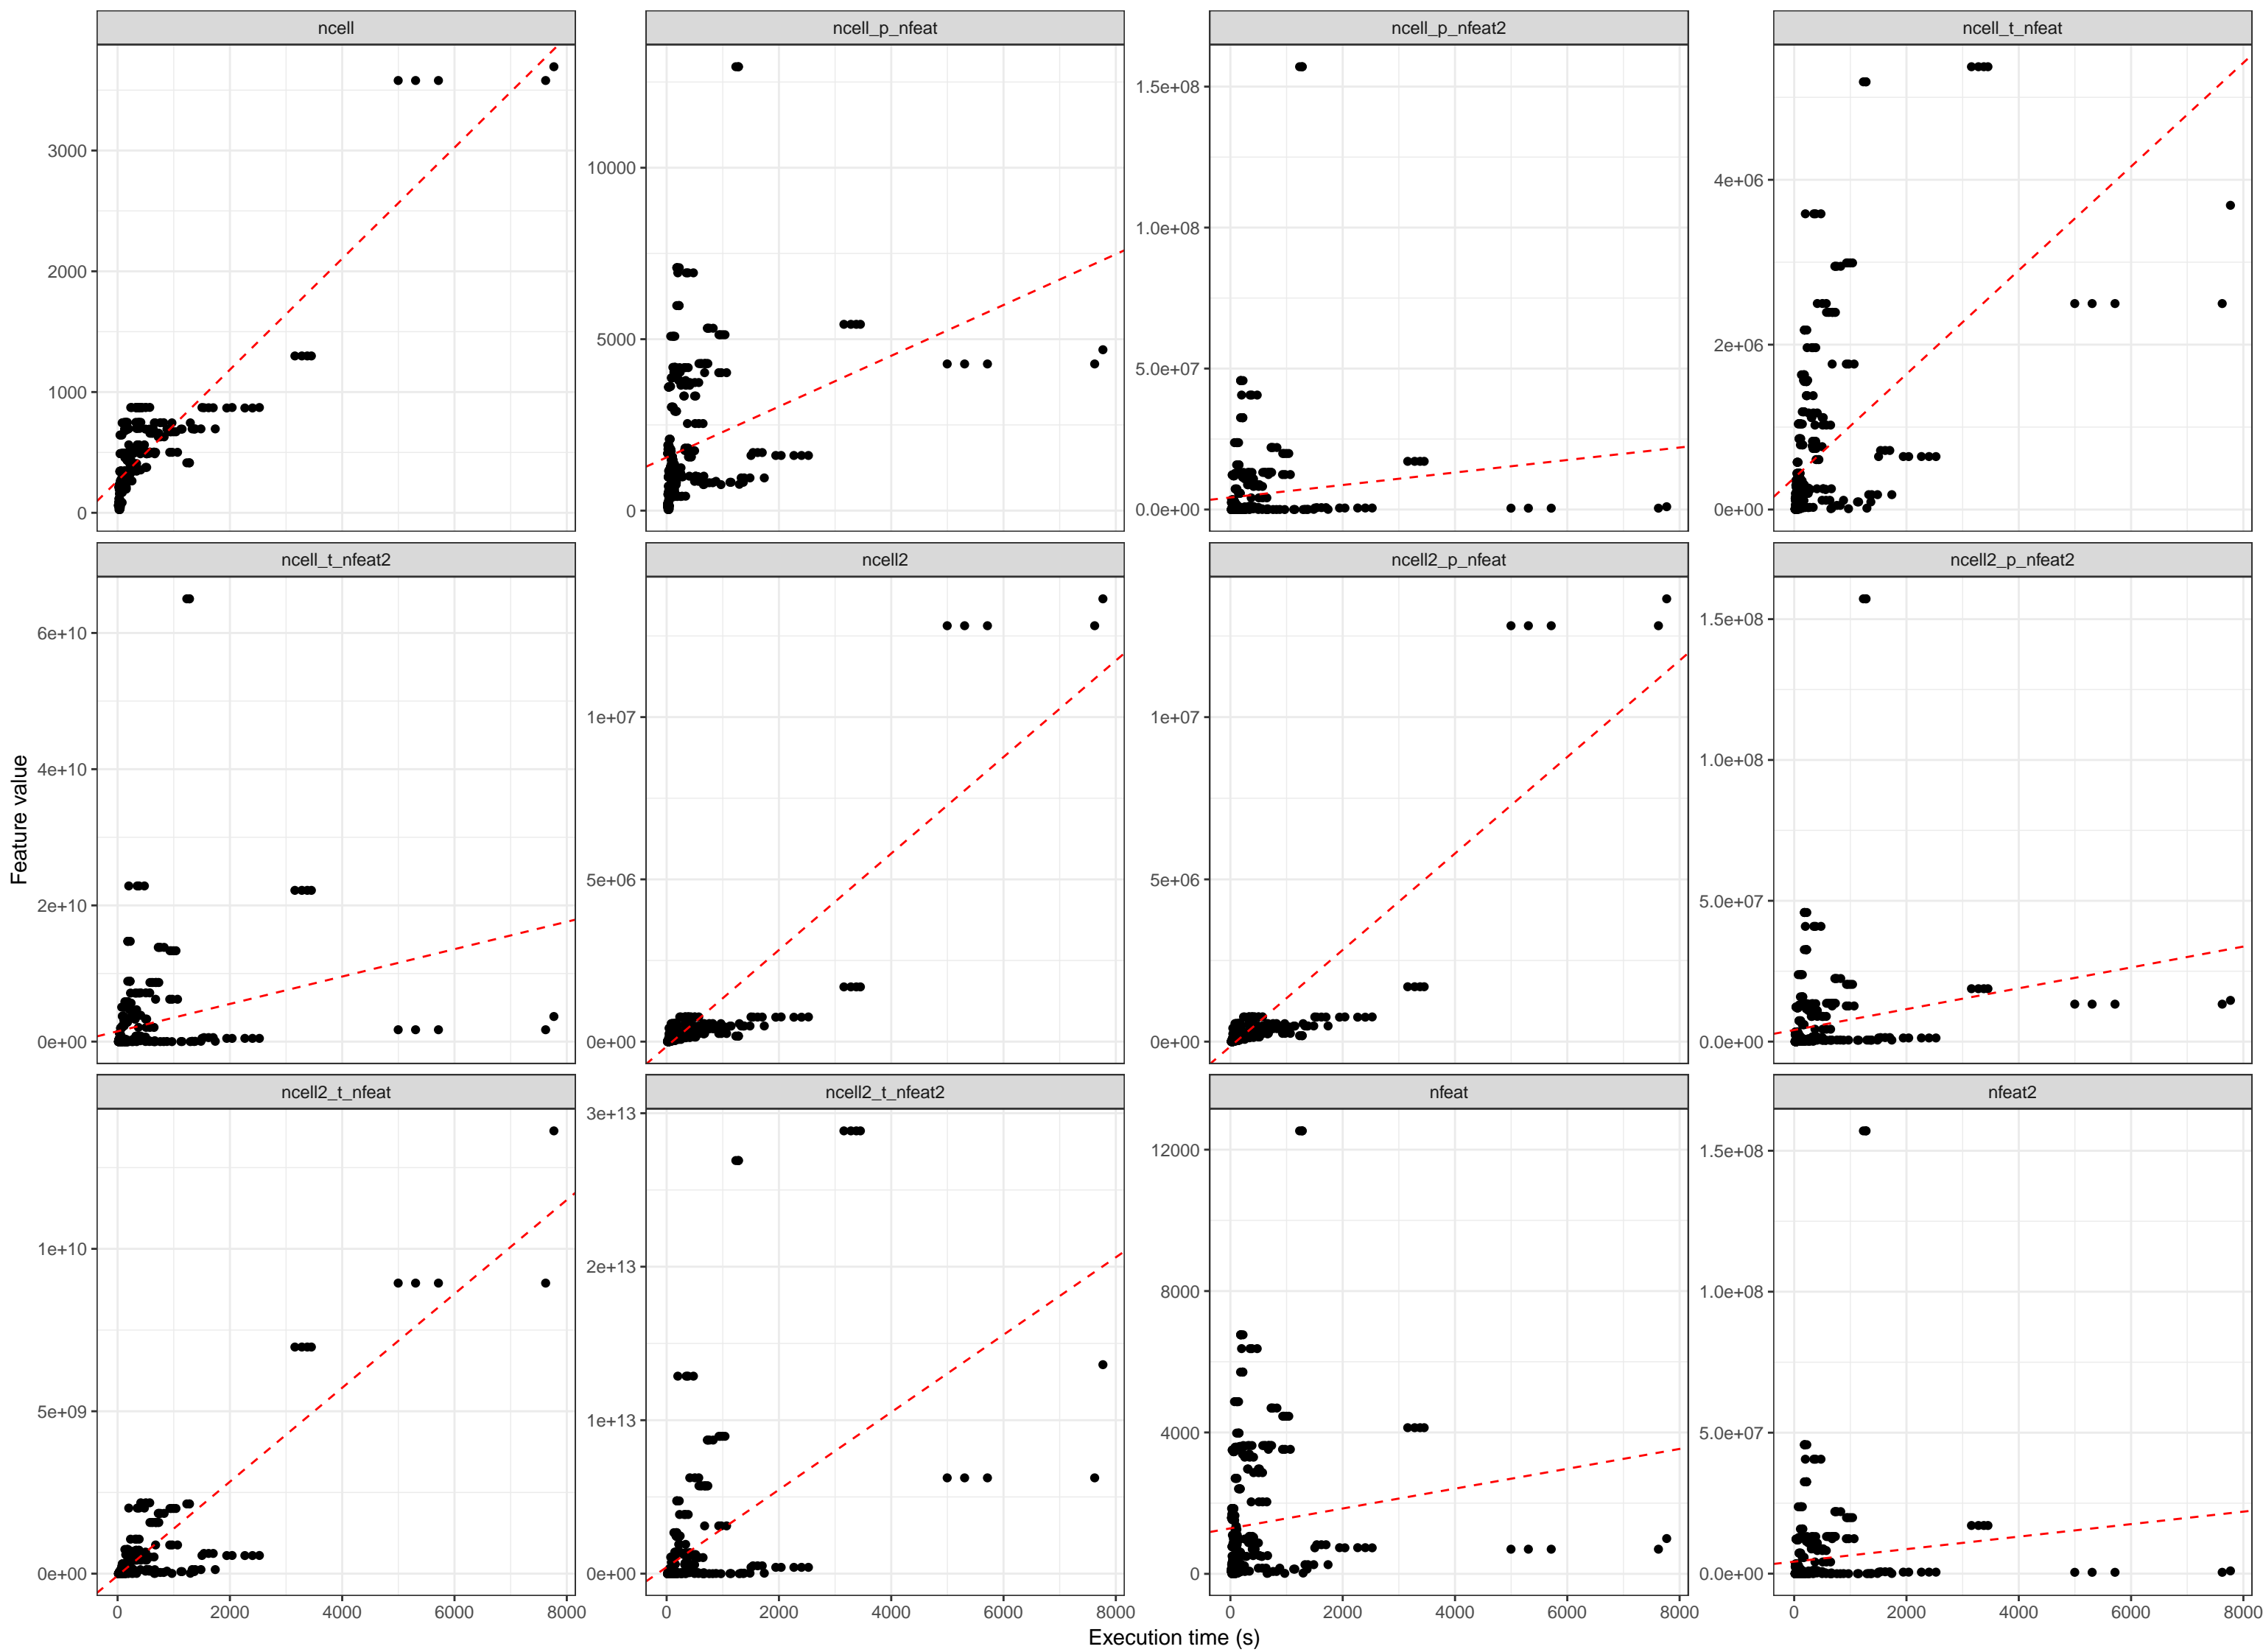 ncell
ncell_p_nfeat
ncell_p_nfeat2
ncell_t_nfeat
3000
2000
1000
0
10000
5000
0
1.5e+08
1.0e+08
5.0e+07
0.0e+00
4e+06
2e+06
0e+00
ncell_t_nfeat2
ncell2
ncell2_p_nfeat
ncell2_p_nfeat2
6e+10
4e+10
2e+10
0e+00
1e+07
5e+06
0e+00
1e+07
5e+06
0e+00
1.5e+08
1.0e+08
5.0e+07
0.0e+00
ncell2_t_nfeat
ncell2_t_nfeat2
nfeat
nfeat2
1e+10
5e+09
0e+00
3e+13
2e+13
1e+13
0e+00
12000
8000
4000
0
1.5e+08
1.0e+08
5.0e+07
0.0e+00
0 2000 4000 6000 8000
0 2000 4000 6000 8000
0 2000 4000 6000 8000
0 2000 4000 6000 8000
Execution time (s)
Feature value